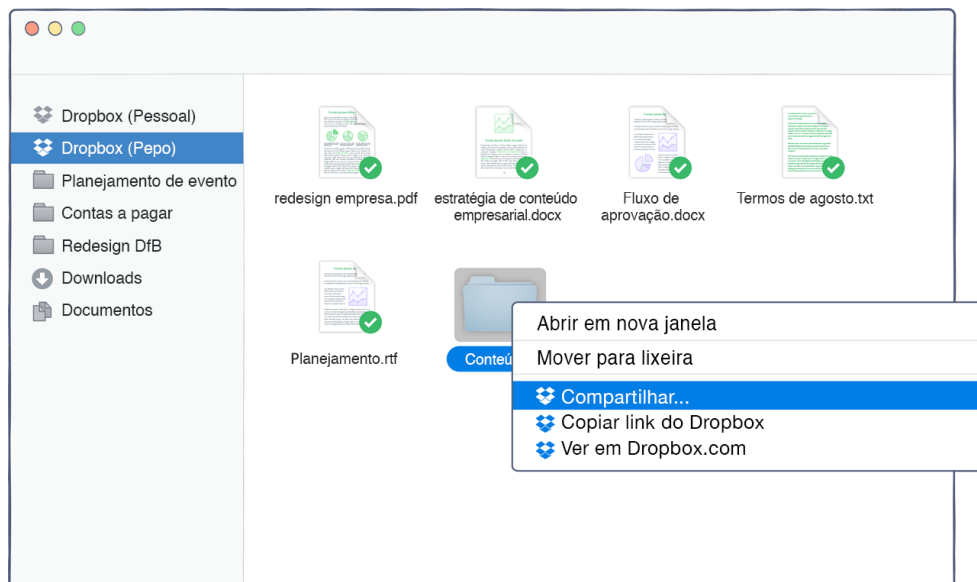 Dropbox (Pessoal)
Dropbox (Pepo)
Planejamento de evento
Contas a pagar
Redesign DfB
Downloads
Documentos
redesign empresa.pdf
estratégia de conteúdo
empresarial.docx
Fluxo de
aprovação.docx
Termos de agosto.txt
Planejamento.rtf
Abrir em nova janela
Mover para lixeira
Compartilhar...
Copiar link do Dropbox
Ver em Dropbox.com